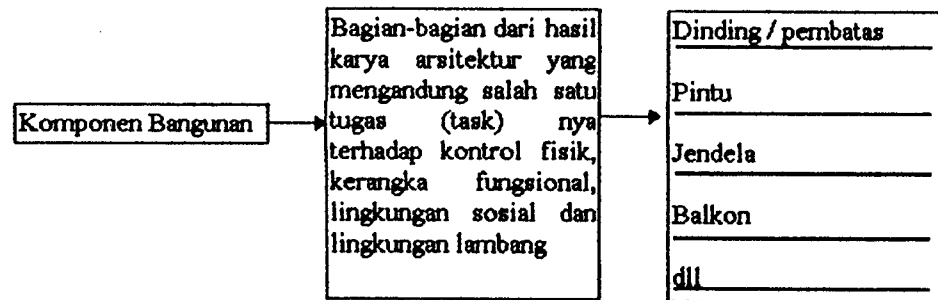 Komponen Bangunan
Bagian-bagian dari hasil
karya arsitektur yang
mengandung salah satu
tugas (task) nya
terhadap kontrol fisik,
kerangka fungsional,
lingkungan sosial dan
lingkungan lambang
Dinding / pembatas
Pintu
Jendela
Balkon
dll